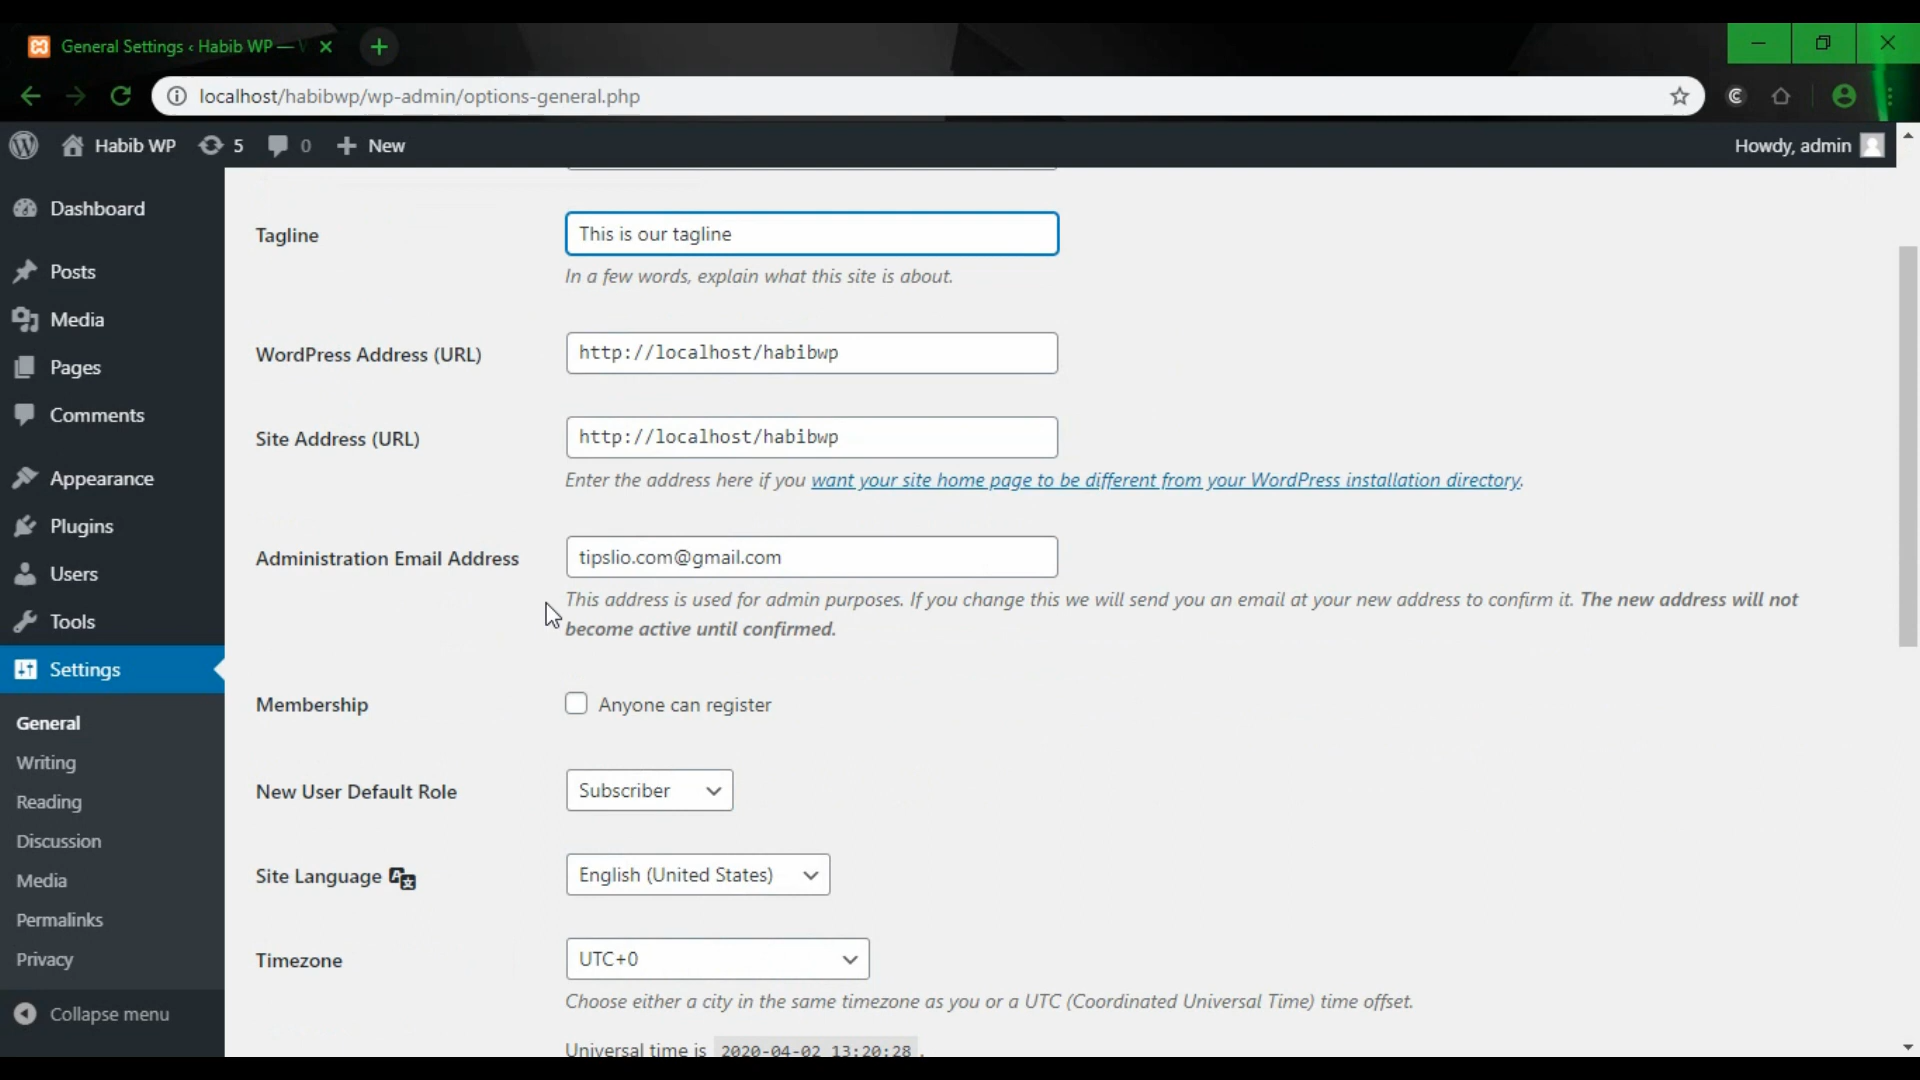 General Settings ‹ Habib WP —
localhost/habibwp/wp-admin/options-general.php
Habib WP 5 0 New Howdy, admin
Dashboard
Posts
Media
Pages
Comments
Appearance
Plugins
Users
Tools
Settings
General
Writing
Reading
Discussion
Media
Permalinks
Privacy
Collapse menu
Tagline This is our tagline
In a few words, explain what this site is about.
WordPress Address (URL) http://localhost/habibwp
Site Address (URL) http://localhost/habibwp
Enter the address here if you want your site home page to be different from your WordPress installation directory.
Administration Email Address tipslio.com@gmail.com
This address is used for admin purposes. If you change this we will send you an email at your new address to confirm it. The new address will not
become active until confirmed.
Membership Anyone can register
New User Default Role Subscriber
Site Language English (United States)
Timezone UTC+0
Choose either a city in the same timezone as you or a UTC (Coordinated Universal Time) time offset.
Universal time is 2020-04-02 13:20:28 .